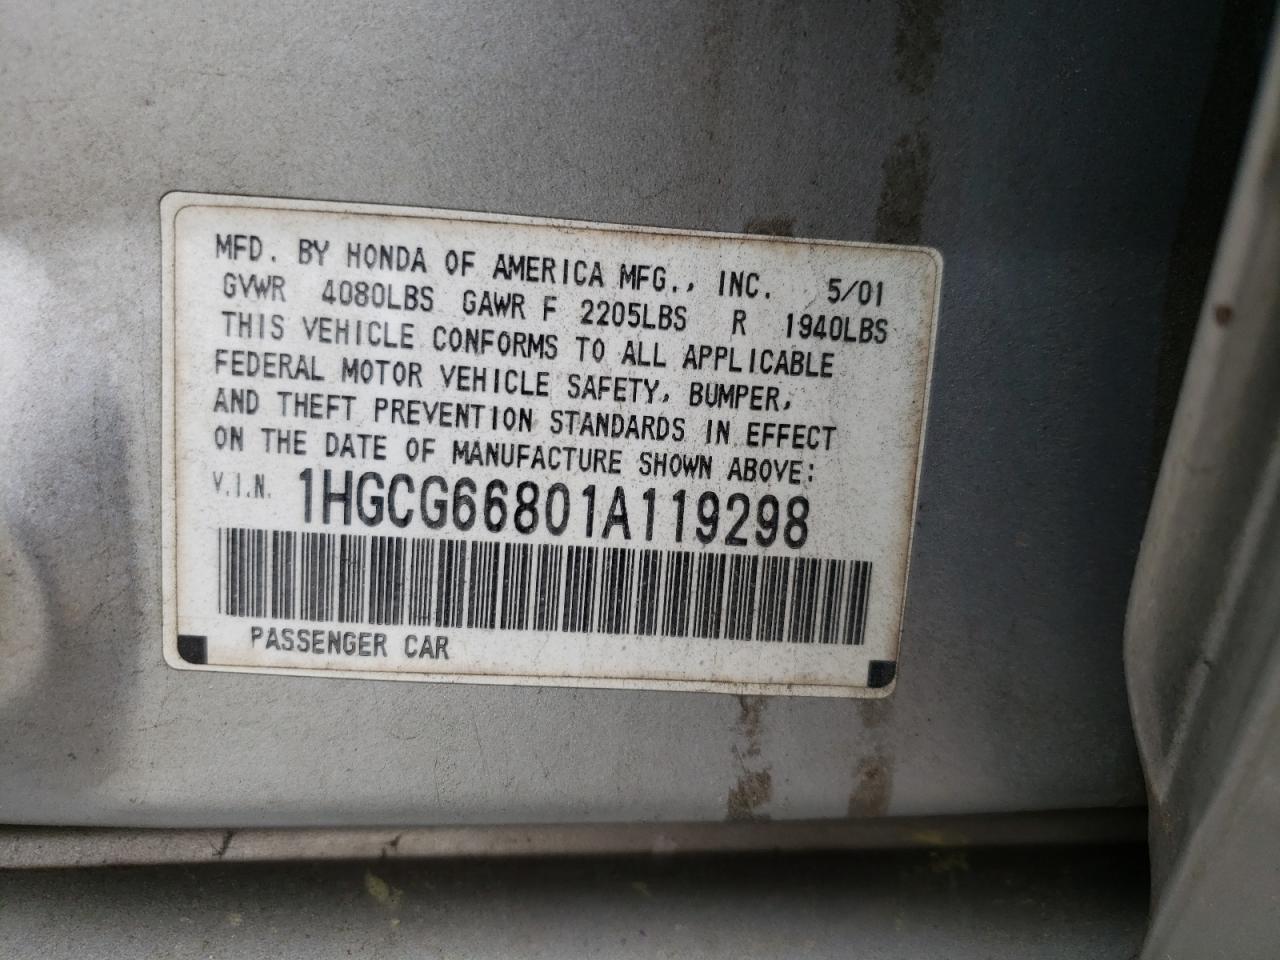 MFD. BY HONDA OF AMERICA MFG., INC. 5/01
GVWR 4080LBS GAWR F 2205LBS R 1940LBS
THIS VEHICLE CONFORMS TO ALL APPLICABLE
FEDERAL MOTOR VEHICLE SAFETY, BUMPER,
AND THEFT PREVENTION STANDARDS IN EFFECT
ON THE DATE OF MANUFACTURE SHOWN ABOVE:
V.I.N. 1HGCG66801A119298
PASSENGER CAR